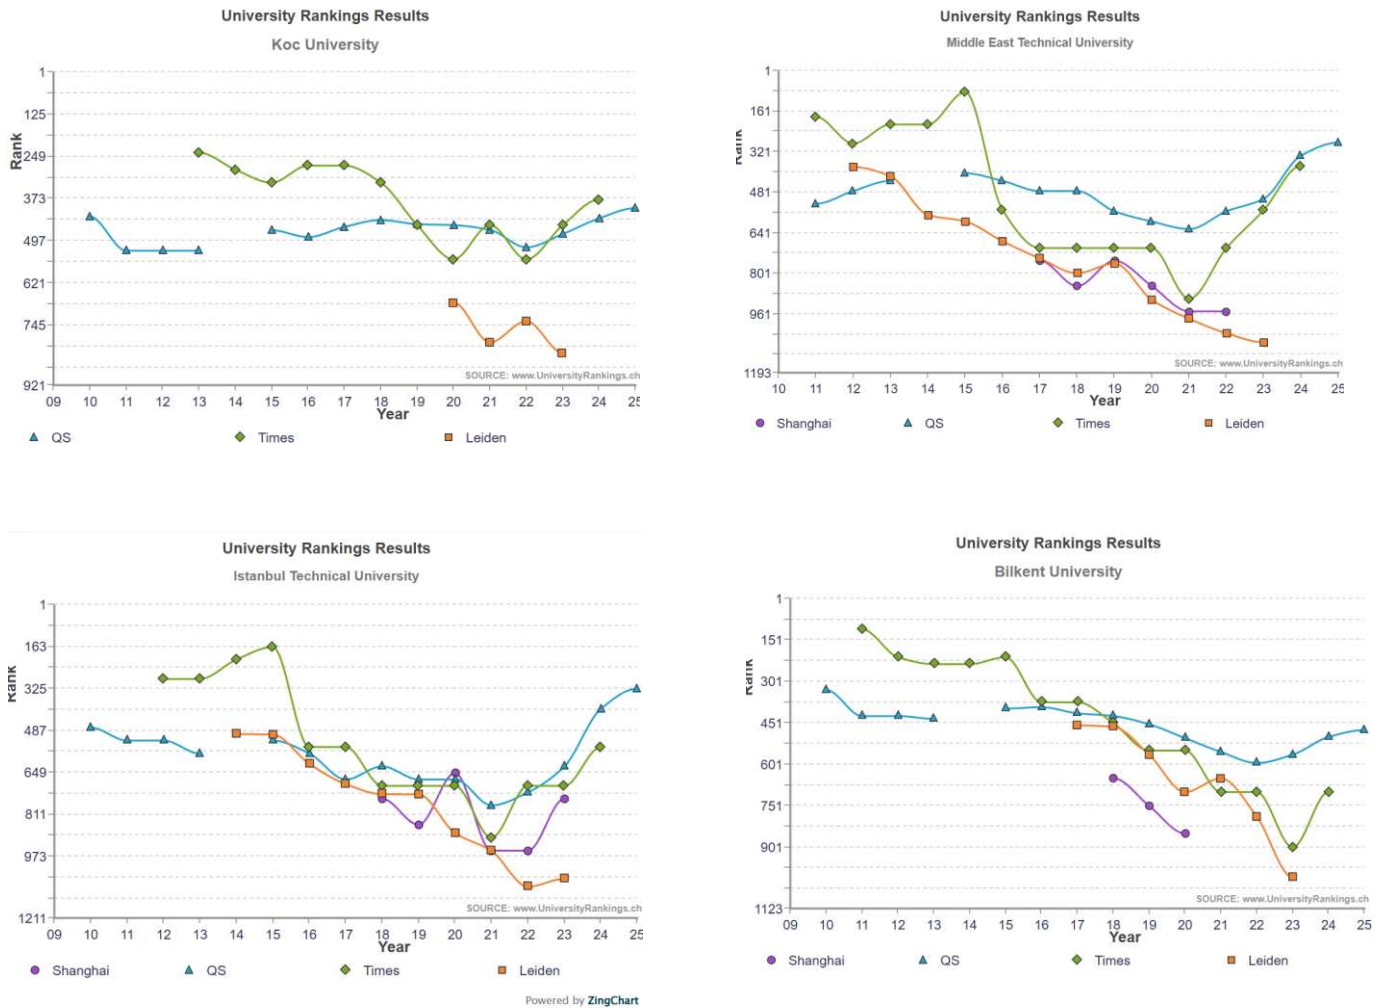 University Rankings Results
Koc University
Rank
1
125
249
373
497
621
745
921
SOURCE: www.UniversityRankings.ch
09 10 11 12 13 14 15 16 17 18 19 20 21 22 23 24 25
Year
QS Times Leiden
University Rankings Results
Middle East Technical University
Rank
1
161
321
481
641
801
961
1193
SOURCE: www.UniversityRankings.ch
10 11 12 13 14 15 16 17 18 19 20 21 22 23 24 25
Year
Shanghai QS Times Leiden
University Rankings Results
Istanbul Technical University
Rank
1
163
325
487
649
811
973
1211
SOURCE: www.UniversityRankings.ch
09 10 11 12 13 14 15 16 17 18 19 20 21 22 23 24 25
Year
Shanghai QS Times Leiden
Powered by ZingChart
University Rankings Results
Bilkent University
Rank
1
151
301
451
601
751
901
1123
SOURCE: www.UniversityRankings.ch
09 10 11 12 13 14 15 16 17 18 19 20 21 22 23 24 25
Year
Shanghai QS Times Leiden